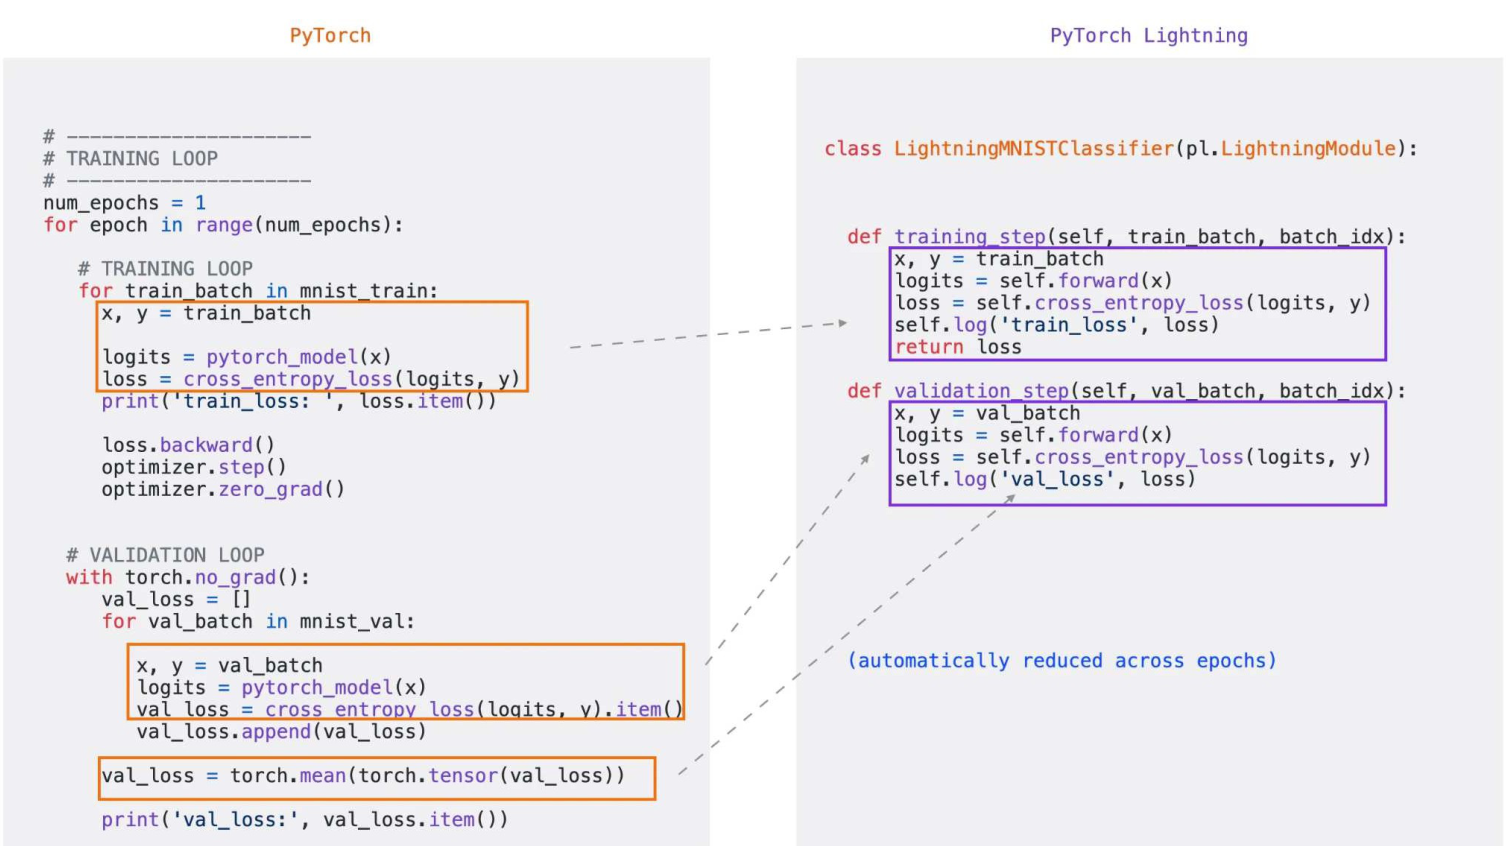 PyTorch
# ---------------------
# TRAINING LOOP
# ---------------------
num_epochs = 1
for epoch in range(num_epochs):
# TRAINING LOOP
for train_batch in mnist_train:
x, y = train_batch
logits = pytorch_model(x)
loss = cross_entropy_loss(logits, y)
print('train_loss: ', loss.item())
loss.backward()
optimizer.step()
optimizer.zero_grad()
# VALIDATION LOOP
with torch.no_grad():
val_loss = []
for val_batch in mnist_val:
x, y = val_batch
logits = pytorch_model(x)
val_loss = cross_entropy_loss(logits, y).item()
val_loss.append(val_loss)
val_loss = torch.mean(torch.tensor(val_loss))
print('val_loss:', val_loss.item())
PyTorch Lightning
class LightningMNISTClassifier(pl.LightningModule):
def training_step(self, train_batch, batch_idx):
x, y = train_batch
logits = self.forward(x)
loss = self.cross_entropy_loss(logits, y)
self.log('train_loss', loss)
return loss
def validation_step(self, val_batch, batch_idx):
x, y = val_batch
logits = self.forward(x)
loss = self.cross_entropy_loss(logits, y)
self.log('val_loss', loss)
(automatically reduced across epochs)